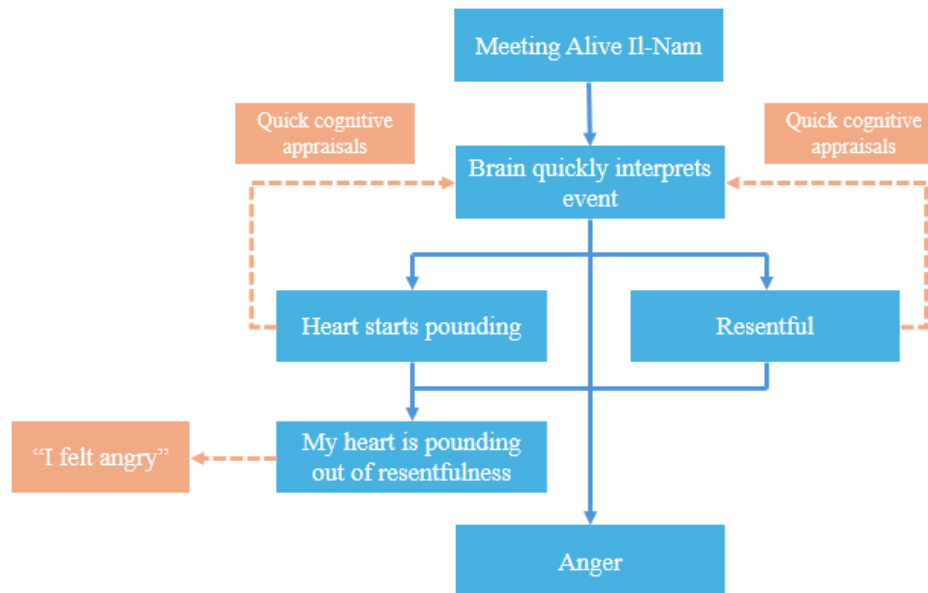 Meeting Alive Il-Nam
Quick cognitive
appraisals
Quick cognitive
appraisals
Brain quickly interprets
event
Heart starts pounding
Resentful
“I felt angry”
My heart is pounding
out of resentfulness
Anger